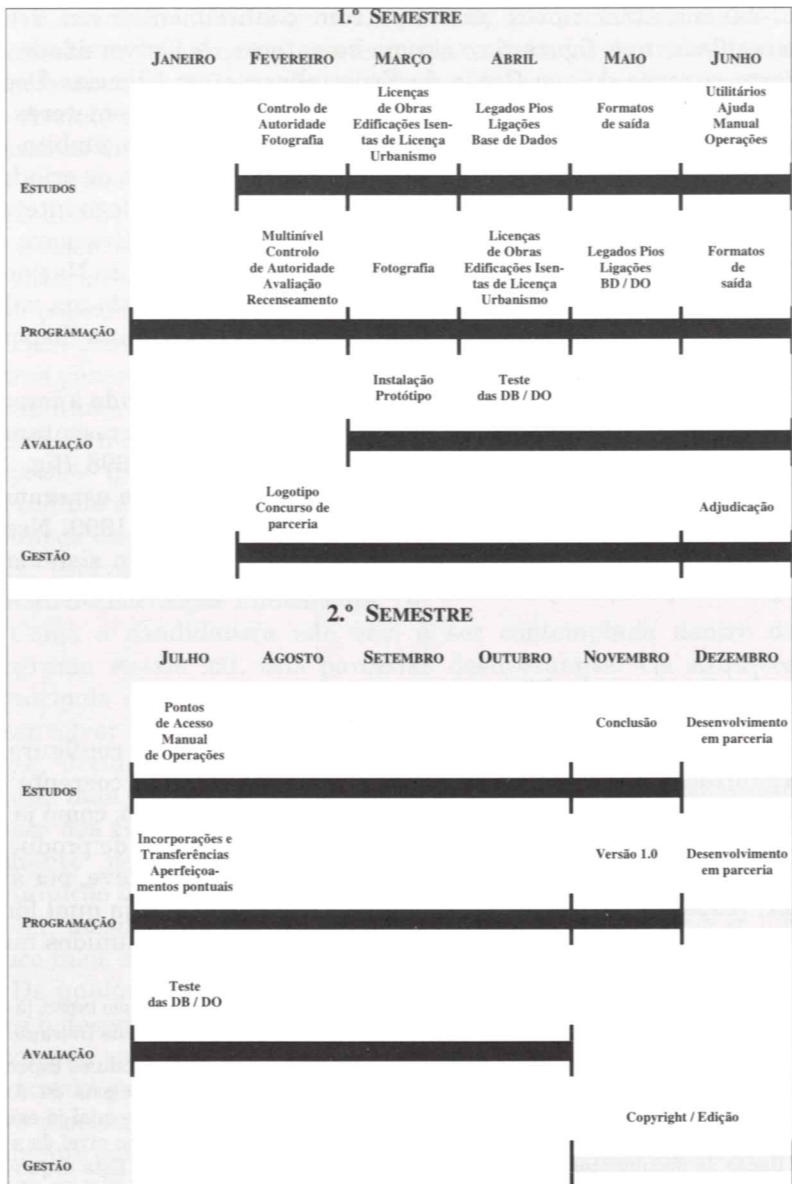 1.º SEMESTRE
JANEIRO FEVEREIRO MARÇO ABRIL MAIO JUNHO
Controlo de
Autoridade
Fotografia
Licenças
de Obras
Edificações Isen-
tas de Licença
Urbanismo
Legados Pios
Ligações
Base de Dados
Formatos
de saída
Utilitários
Ajuda
Manual
Operações
ESTUDOS
Multinível
Controlo
de Autoridade
Avaliação
Recenseamento
Fotografia
Licenças
de Obras
Edificações Isen-
tas de Licença
Urbanismo
Legados Pios
Ligações
BD / DO
Formatos
de
saída
PROGRAMAÇÃO
Instalação
Protótipo
Teste
das DB / DO
AVALIAÇÃO
Logotipo
Concurso de
parceria
Adjudicação
GESTÃO
2.º SEMESTRE
JULHO AGOSTO SETEMBRO OUTUBRO NOVEMBRO DEZEMBRO
Pontos
de Acesso
Manual
de Operações
Conclusão
Desenvolvimento
em parceria
ESTUDOS
Incorporações e
Transferências
Aperfeiçoa-
mentos pontuais
Versão 1.0
Desenvolvimento
em parceria
PROGRAMAÇÃO
Teste
das DB / DO
AVALIAÇÃO
Copyright / Edição
GESTÃO